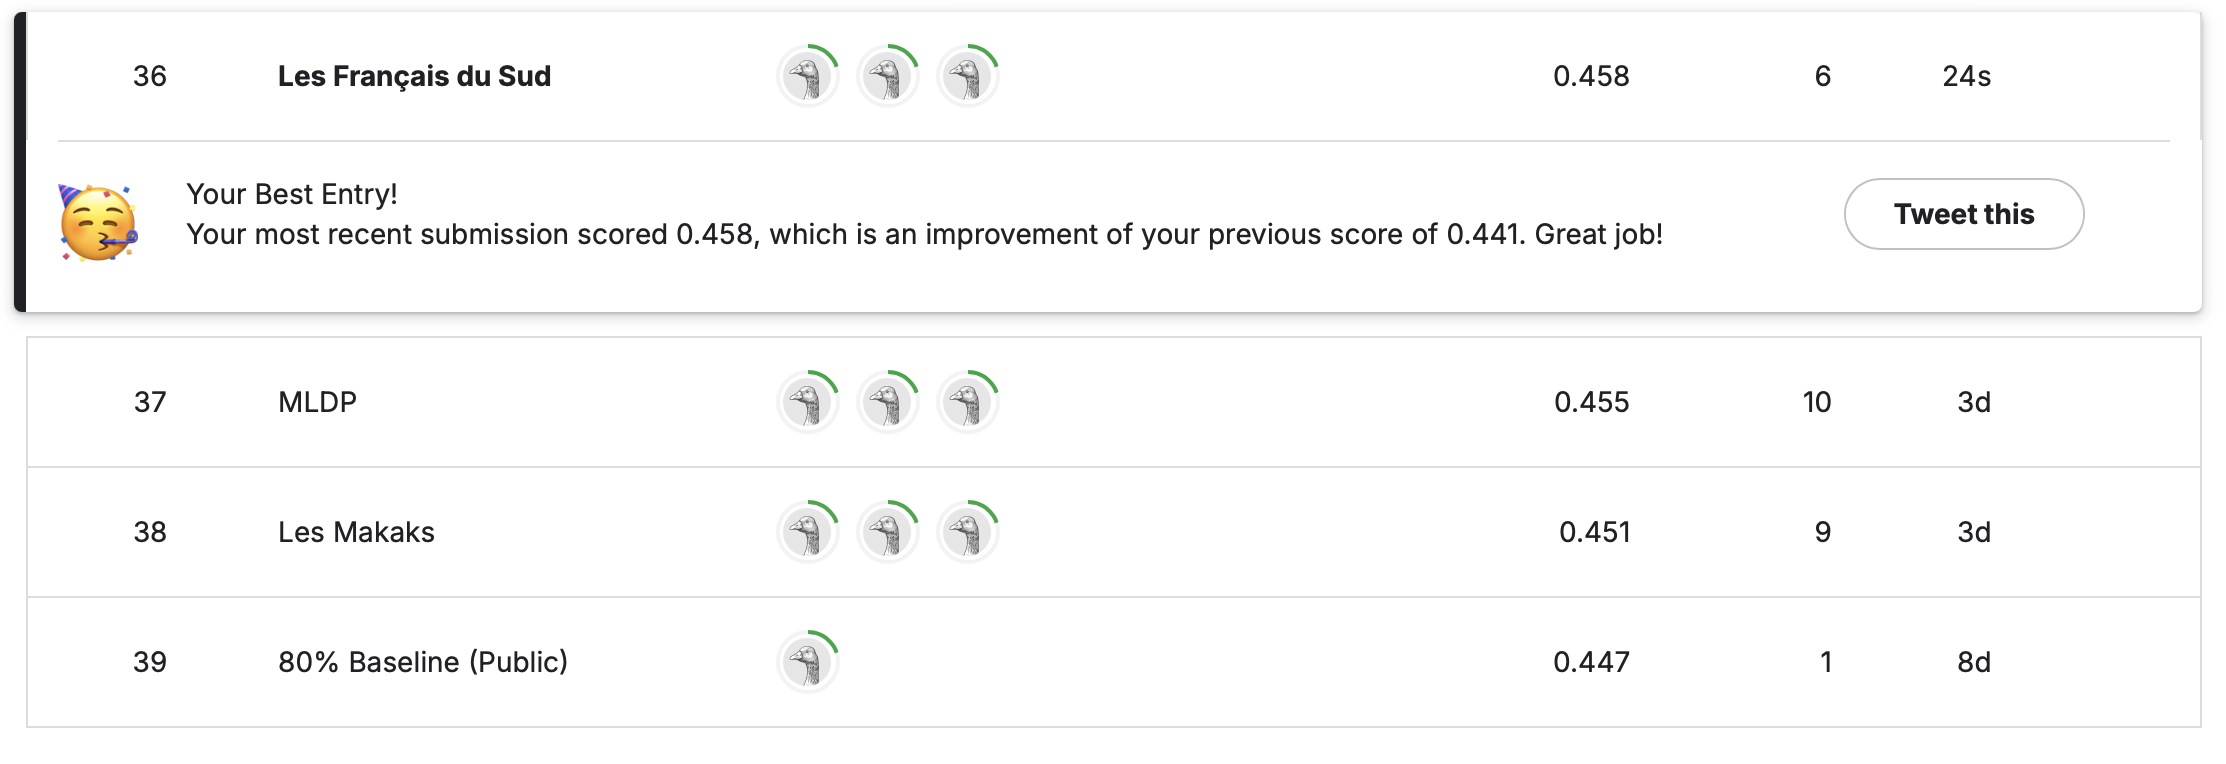 36 Les Français du Sud 0.458 6 24s
Your Best Entry!
Your most recent submission scored 0.458, which is an improvement of your previous score of 0.441. Great job!
Tweet this
37 MLDP 0.455 10 3d
38 Les Makaks 0.451 9 3d
39 80% Baseline (Public) 0.447 1 8d